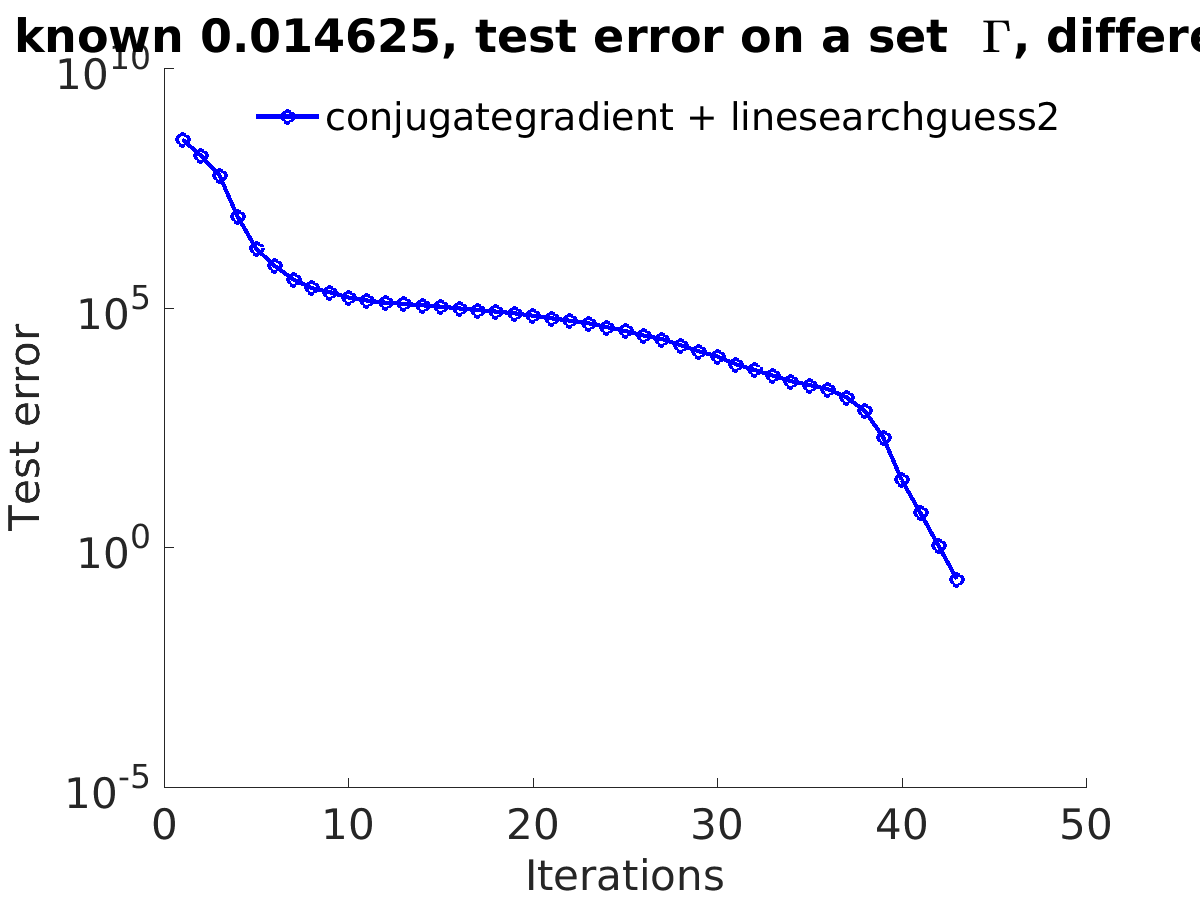 known 0.014625, test error on a set Γ, differe
10^10
conjugategradient + linesearchguess2
10^5
10^0
10^-5
Test error
0 10 20 30 40 50
Iterations